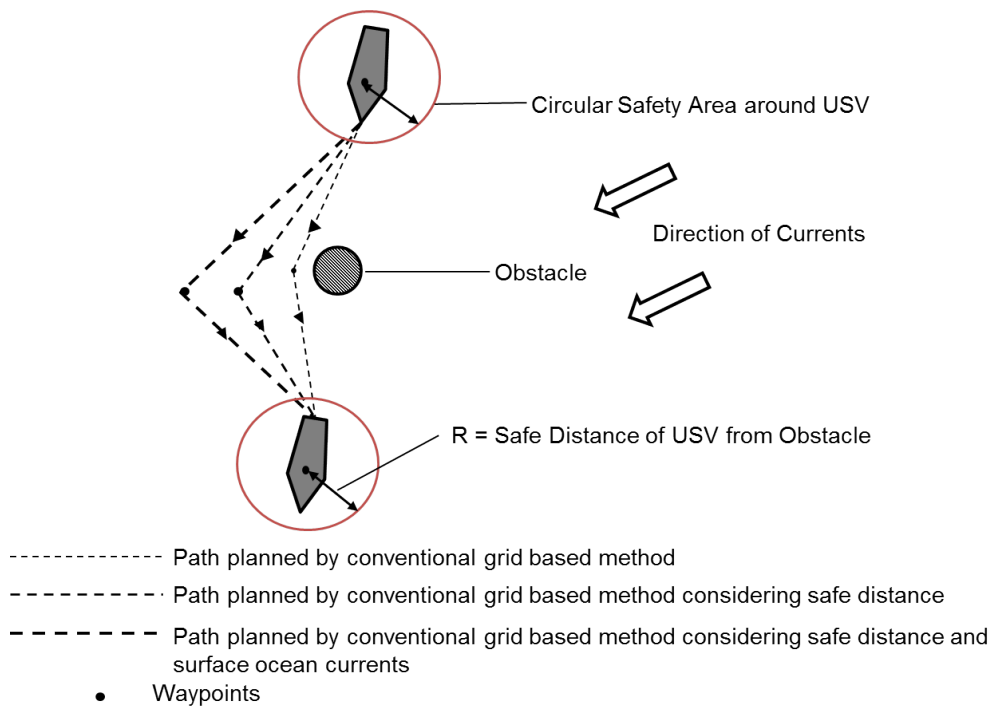 Circular Safety Area around USV
Direction of Currents
Obstacle
R = Safe Distance of USV from Obstacle
Path planned by conventional grid based method
Path planned by conventional grid based method considering safe distance
Path planned by conventional grid based method considering safe distance and
surface ocean currents
Waypoints